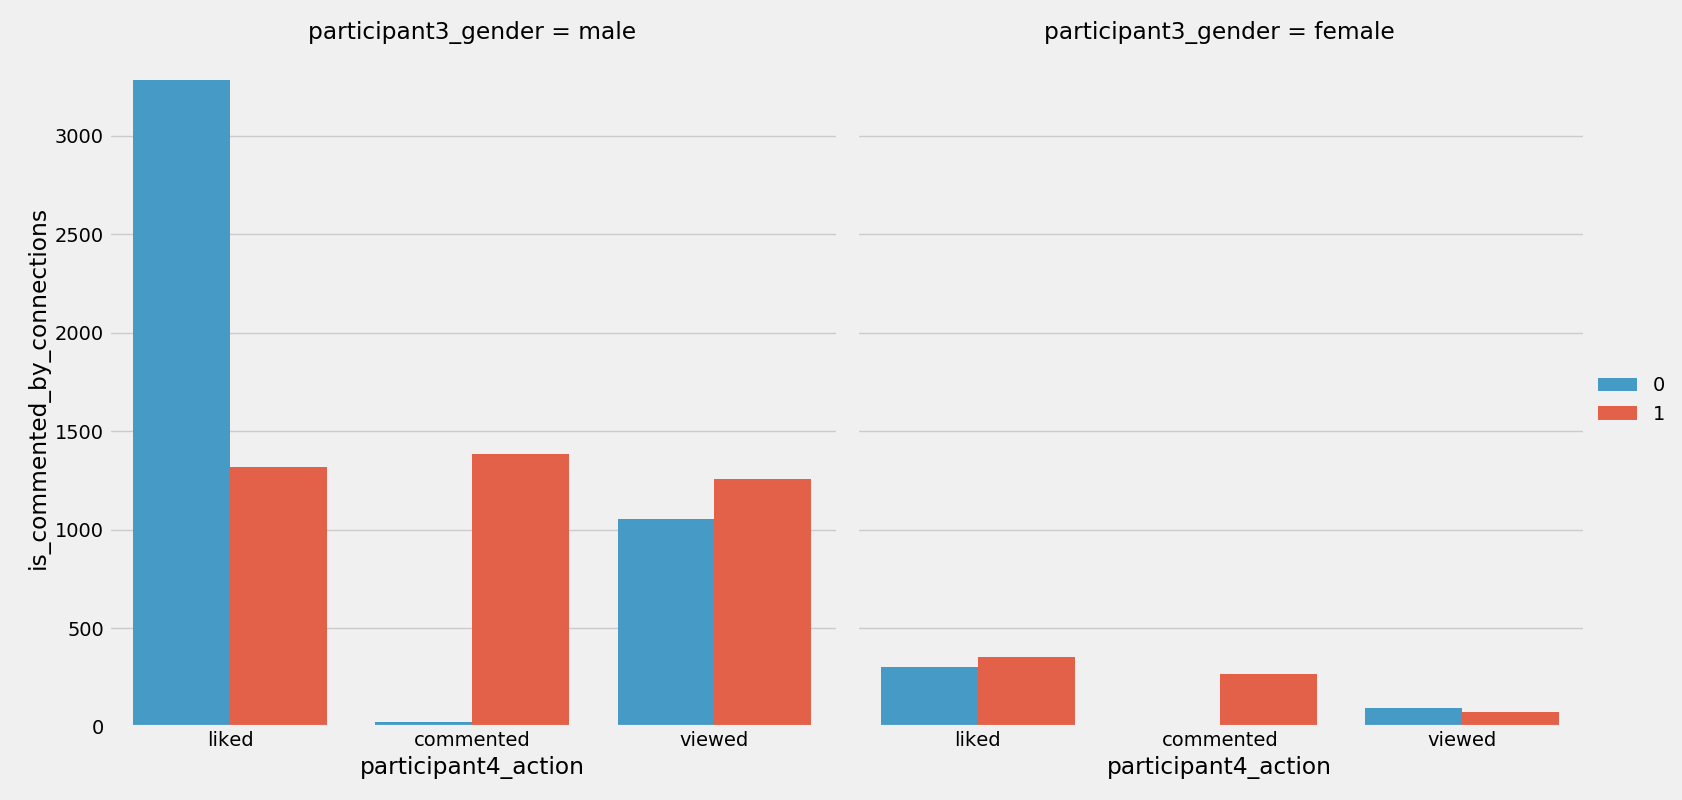 participant3_gender = male
participant3_gender = female
is_commented_by_connections
3000
2500
2000
1500
1000
500
0
liked
commented
viewed
participant4_action
liked
commented
viewed
participant4_action
0
1